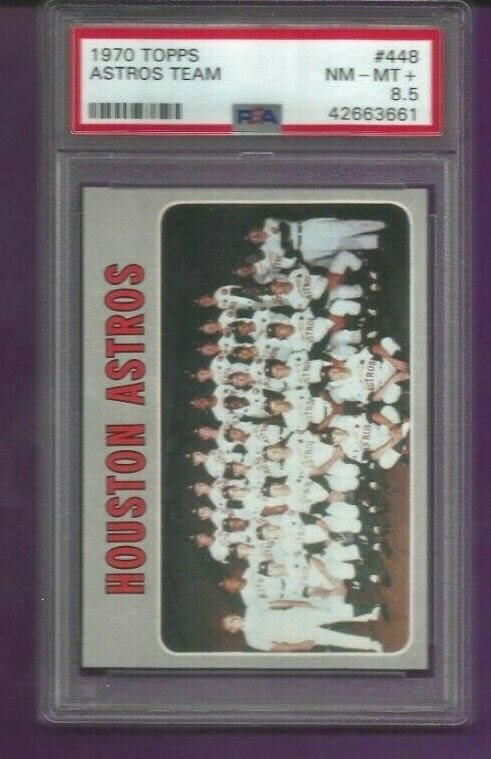 1970 TOPPS #448
ASTROS TEAM NM - MT +
8.5
PSA 42663661
HOUSTON ASTROS